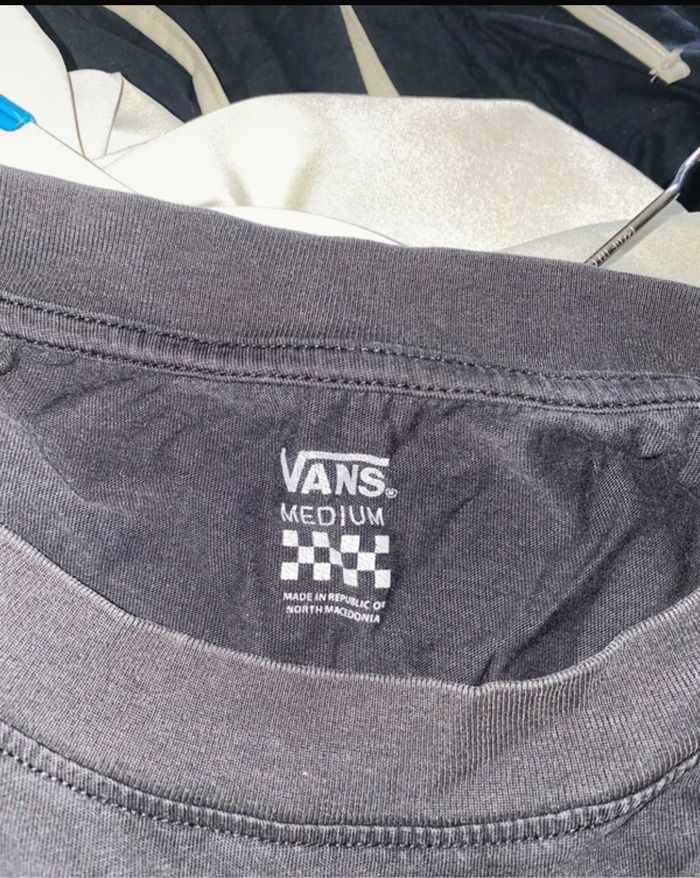 VANS®
MEDIUM
MADE IN REPUBLIC OF
NORTH MACEDONIA